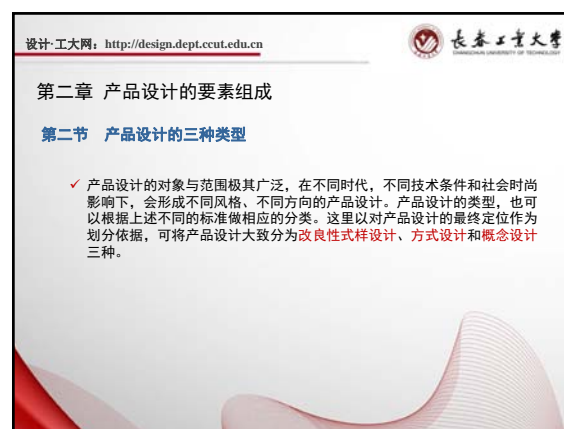 设计·工大网：http://design.dept.ccut.edu.cn
长春工业大学
CHANGCHUN UNIVERSITY OF TECHNOLOGY
第二章 产品设计的要素组成
第二节 产品设计的三种类型
✓ 产品设计的对象与范围极其广泛，在不同时代，不同技术条件和社会时尚
影响下，会形成不同风格、不同方向的产品设计。产品设计的类型，也可
以根据上述不同的标准做相应的分类。这里以对产品设计的最终定位作为
划分依据，可将产品设计大致分为改良性式样设计、方式设计和概念设计
三种。